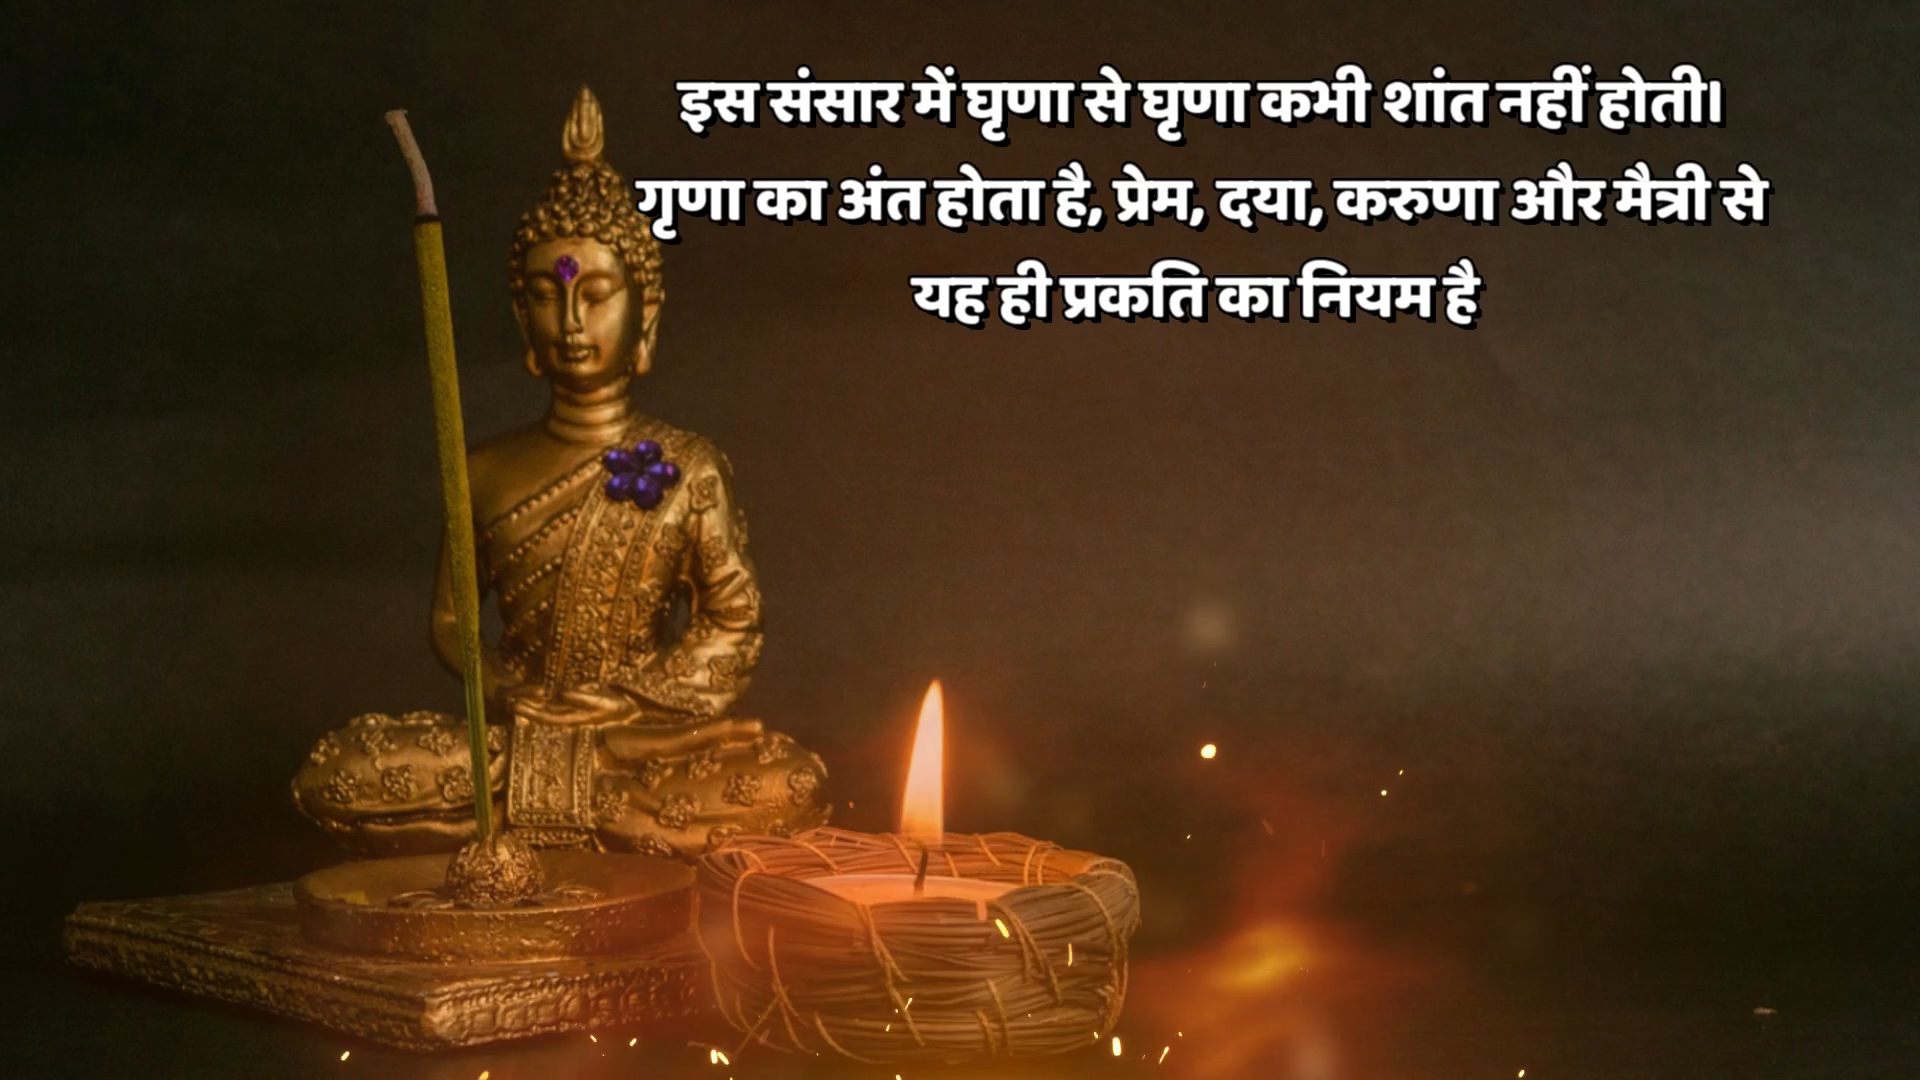 इस संसार में घृणा से घृणा कभी शांत नहीं होती।
गृणा का अंत होता है, प्रेम, दया, करुणा और मैत्री से
यह ही प्रकति का नियम है